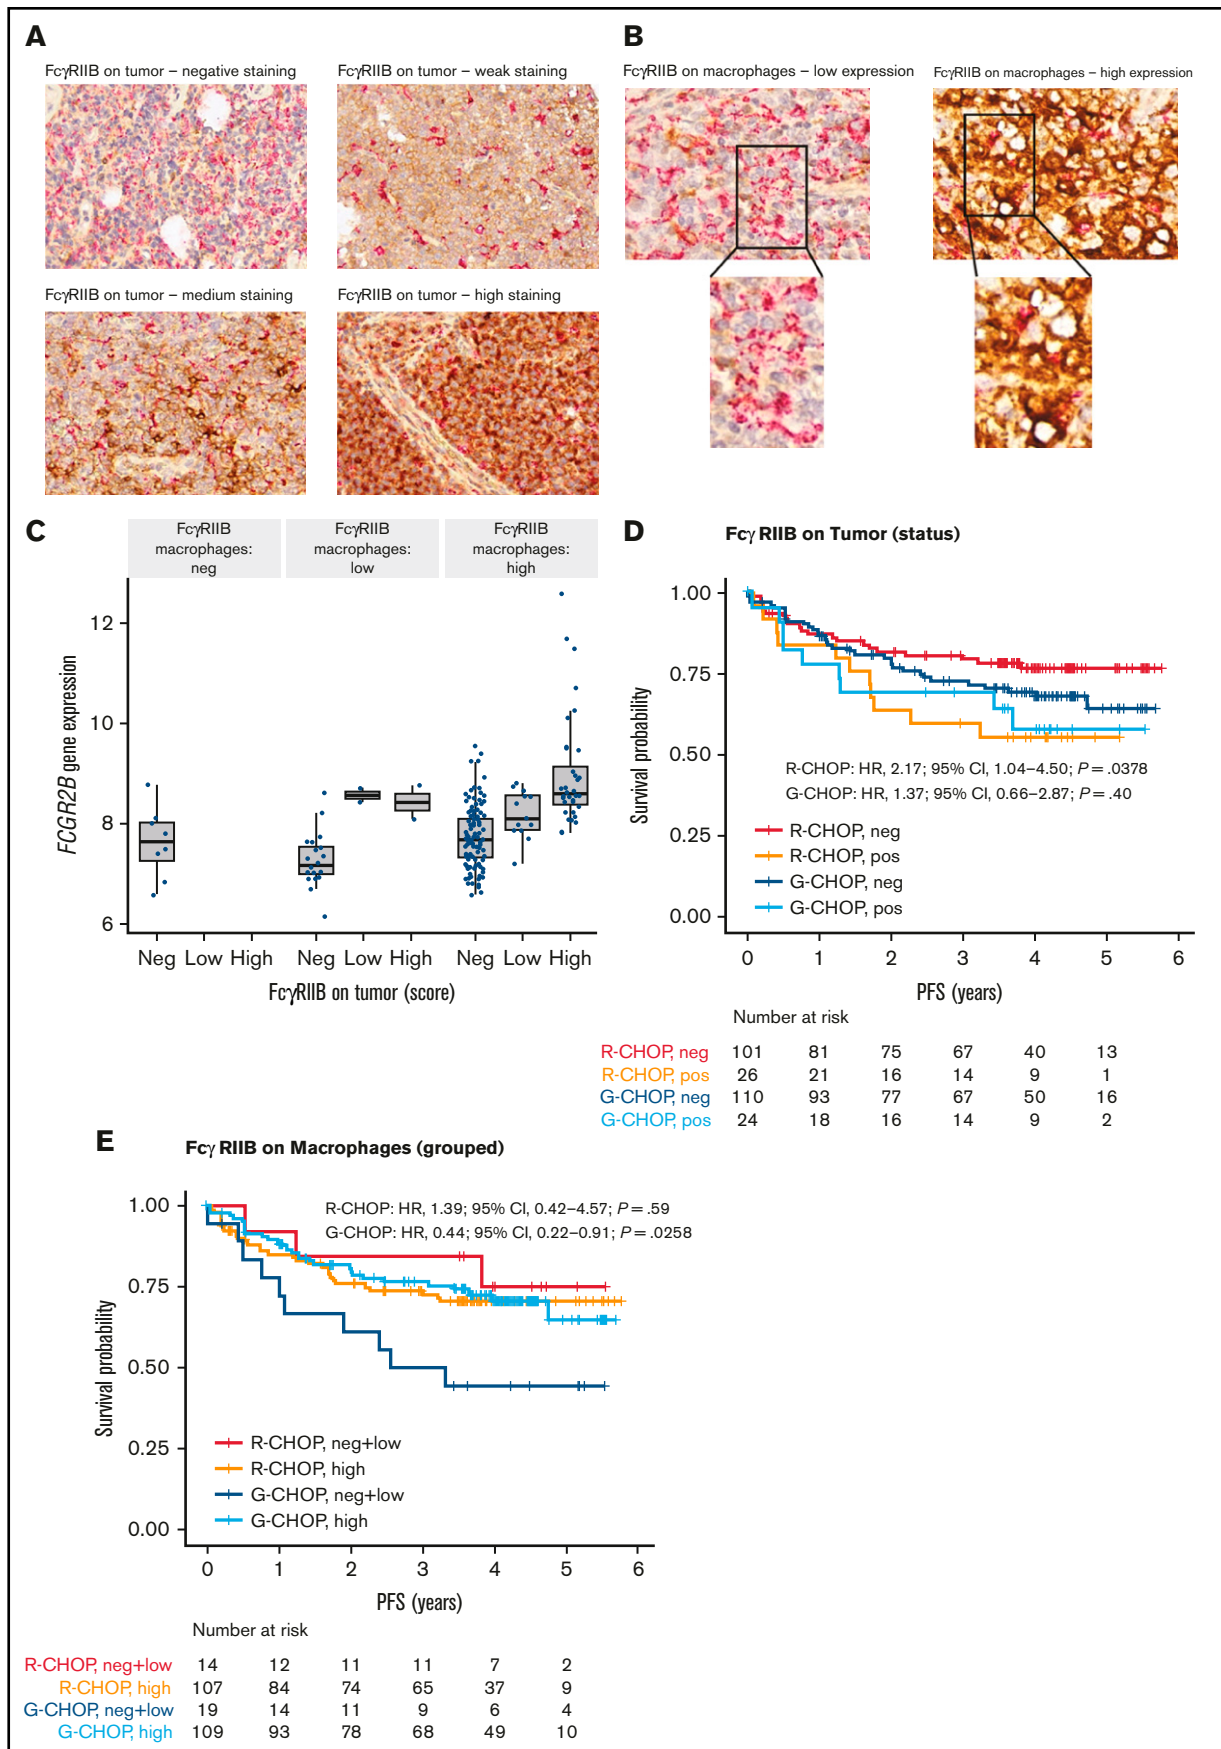 A
FcγRIIB on tumor – negative staining
FcγRIIB on tumor – weak staining
FcγRIIB on tumor – medium staining
FcγRIIB on tumor – high staining
B
FcγRIIB on macrophages – low expression
FcγRIIB on macrophages – high expression
C
FcγRIIB macrophages: neg
FcγRIIB macrophages: low
FcγRIIB macrophages: high
FCGR2B gene expression
12
10
8
6
Neg Low High Neg Low High Neg Low High
FcγRIIB on tumor (score)
D
Fcγ RIIB on Tumor (status)
Survival probability
1.00
0.75
0.50
0.25
0.00
R-CHOP: HR, 2.17; 95% CI, 1.04–4.50; P = .0378
G-CHOP: HR, 1.37; 95% CI, 0.66–2.87; P = .40
R-CHOP, neg
R-CHOP, pos
G-CHOP, neg
G-CHOP, pos
0 1 2 3 4 5 6
PFS (years)
Number at risk
R-CHOP, neg 101 81 75 67 40 13
R-CHOP, pos 26 21 16 14 9 1
G-CHOP, neg 110 93 77 67 50 16
G-CHOP, pos 24 18 16 14 9 2
E
Fcγ RIIB on Macrophages (grouped)
Survival probability
1.00
0.75
0.50
0.25
0.00
R-CHOP: HR, 1.39; 95% CI, 0.42–4.57; P = .59
G-CHOP: HR, 0.44; 95% CI, 0.22–0.91; P = .0258
R-CHOP, neg+low
R-CHOP, high
G-CHOP, neg+low
G-CHOP, high
0 1 2 3 4 5 6
PFS (years)
Number at risk
R-CHOP, neg+low 14 12 11 11 7 2
R-CHOP, high 107 84 74 65 37 9
G-CHOP, neg+low 19 14 11 9 6 4
G-CHOP, high 109 93 78 68 49 10